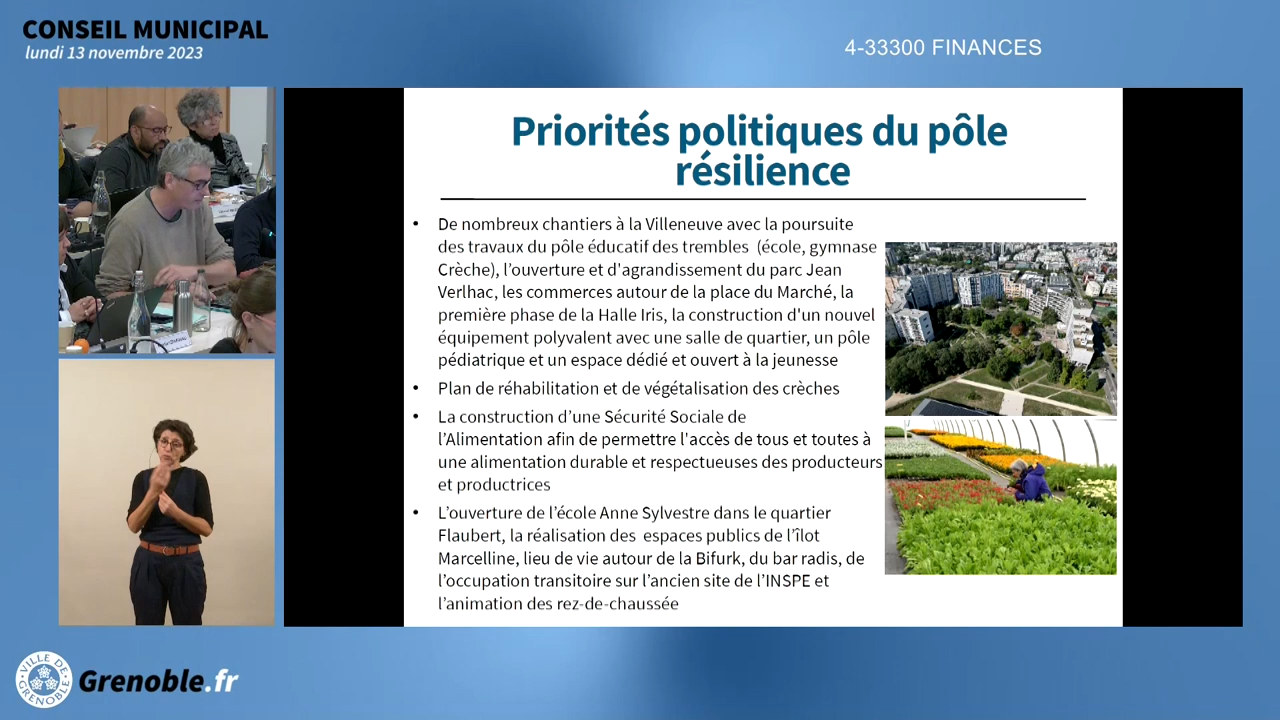 CONSEIL MUNICIPAL
lundi 13 novembre 2023
4-33300 FINANCES
Priorités politiques du pôle
résilience
• De nombreux chantiers à la Villeneuve avec la poursuite
des travaux du pôle éducatif des trembles (école, gymnase
Crèche), l'ouverture et d'agrandissement du parc Jean
Verlhac, les commerces autour de la place du Marché, la
première phase de la Halle Iris, la construction d'un nouvel
équipement polyvalent avec une salle de quartier, un pôle
pédiatrique et un espace dédié et ouvert à la jeunesse
• Plan de réhabilitation et de végétalisation des crèches
• La construction d'une Sécurité Sociale de
l'Alimentation afin de permettre l'accès de tous et toutes à
une alimentation durable et respectueuses des producteurs
et productrices
• L'ouverture de l'école Anne Sylvestre dans le quartier
Flaubert, la réalisation des espaces publics de l'îlot
Marcelline, lieu de vie autour de la Bifurk, du bar radis, de
l'occupation transitoire sur l'ancien site de l'INSPE et
l'animation des rez-de-chaussée
VILLE DE
GRENOBLE
Grenoble.fr